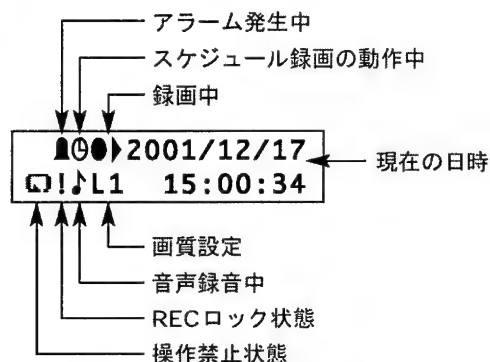 アラーム発生中
スケジュール録画の動作中
録画中
2001/12/17
現在の日時
!♪L1 15:00:34
画質設定
音声録音中
RECロック状態
操作禁止状態